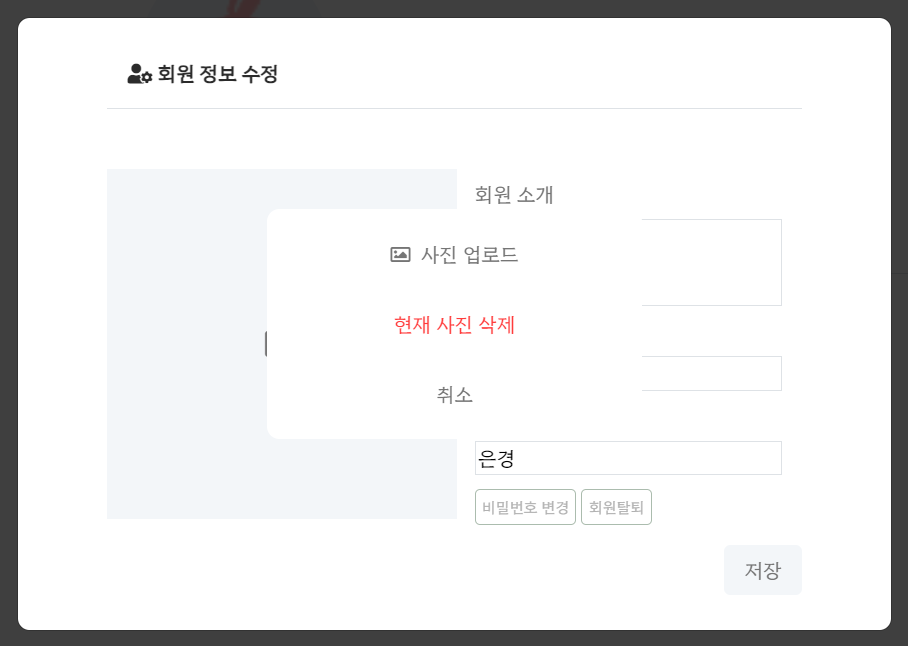 회원 정보 수정
회원 소개
사진 업로드
현재 사진 삭제
취소
은경
비밀번호 변경 회원탈퇴
저장